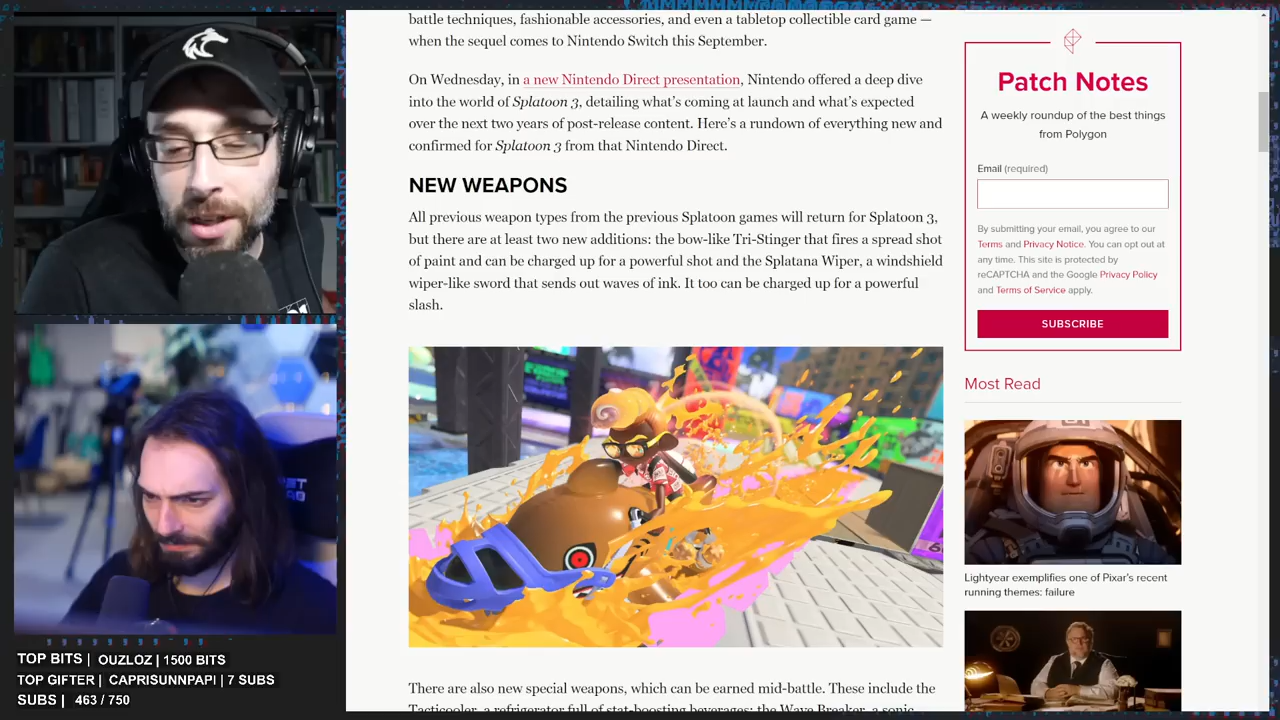 battle techniques, fashionable accessories, and even a tabletop collectible card game —
when the sequel comes to Nintendo Switch this September.
On Wednesday, in a new Nintendo Direct presentation, Nintendo offered a deep dive
into the world of Splatoon 3, detailing what's coming at launch and what's expected
over the next two years of post-release content. Here's a rundown of everything new and
confirmed for Splatoon 3 from that Nintendo Direct.
NEW WEAPONS
All previous weapon types from the previous Splatoon games will return for Splatoon 3,
but there are at least two new additions: the bow-like Tri-Stinger that fires a spread shot
of paint and can be charged up for a powerful shot and the Splatana Wiper, a windshield
wiper-like sword that sends out waves of ink. It too can be charged up for a powerful
slash.
There are also new special weapons, which can be earned mid-battle. These include the
Tacticooler, a refrigerator full of stat-boosting beverages; the Wave Breaker, a sonic
Patch Notes
A weekly roundup of the best things
from Polygon
Email (required)
By submitting your email, you agree to our
Terms and Privacy Notice. You can opt out at
any time. This site is protected by
reCAPTCHA and the Google Privacy Policy
and Terms of Service apply.
SUBSCRIBE
Most Read
Lightyear exemplifies one of Pixar's recent
running themes: failure
TOP BITS | OUZLOZ | 1500 BITS
TOP GIFTER | CAPRISUNNPAPI | 7 SUBS
SUBS | 463 / 750